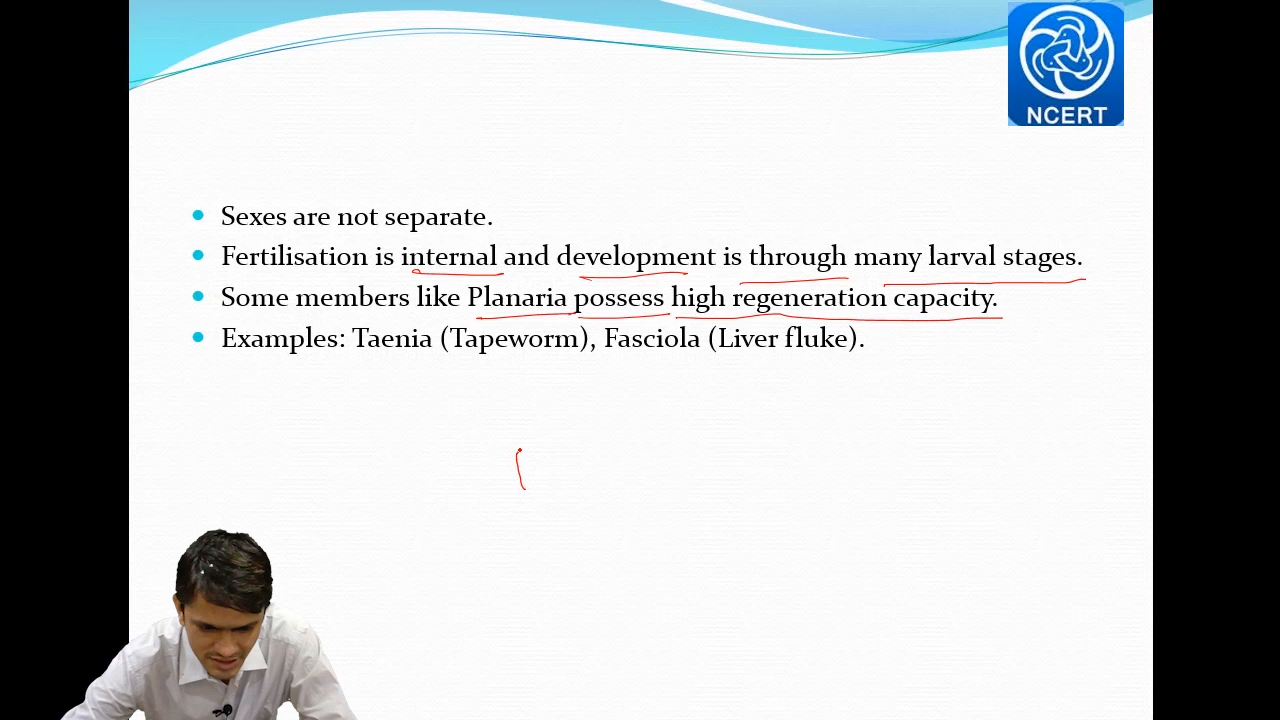 NCERT
Sexes are not separate.
Fertilisation is internal and development is through many larval stages.
Some members like Planaria possess high regeneration capacity.
Examples: Taenia (Tapeworm), Fasciola (Liver fluke).